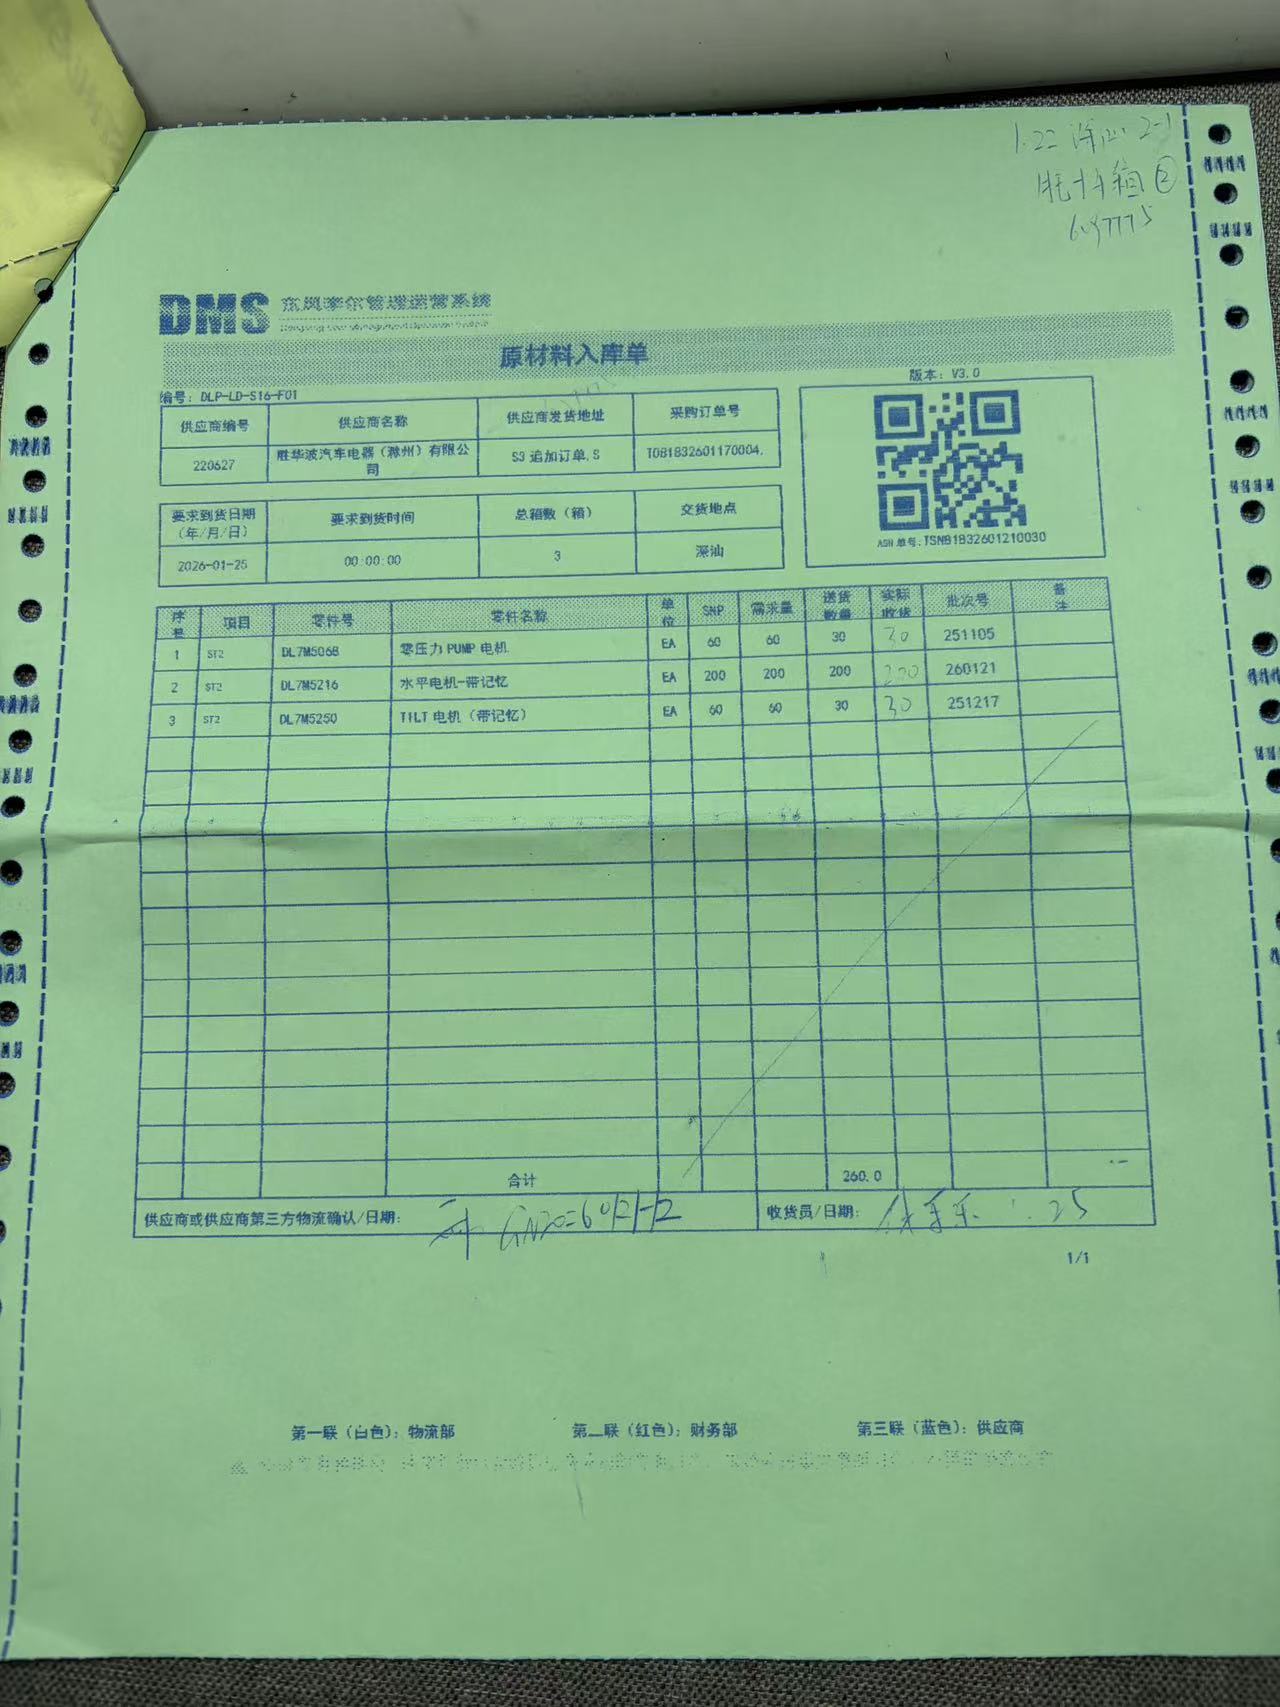 1.22 深汕 2-1
胜华箱②
DMS 东风李尔管理运营系统
原材料入库单
编号: DLP-LD-S16-F01
版本: V3.0
供应商编号 供应商名称 供应商发货地址 采购订单号
220627 胜华波汽车电器（滁州）有限公司 S3 追加订单,S T081832601170004,
要求到货日期（年/月/日） 要求到货时间 总箱数（箱） 交货地点
2026-01-25 00:00:00 3 深汕
ASN 单号: TSN81832601210030
序号 项目 零件号 零件名称 单位 SNP 需求量 送货数量 实际收货 批次号 备注
1 ST2 DL7M5068 零压力 PUMP 电机 EA 60 60 30 30 251105
2 ST2 DL7M5216 水平电机-带记忆 EA 200 200 200 200 260121
3 ST2 DL7M5250 TILT 电机（带记忆） EA 60 60 30 30 251217
合计 260.0
供应商或供应商第三方物流确认/日期:
收货员/日期: 25
1/1
第一联（白色）: 物流部 第二联（红色）: 财务部 第三联（蓝色）: 供应商